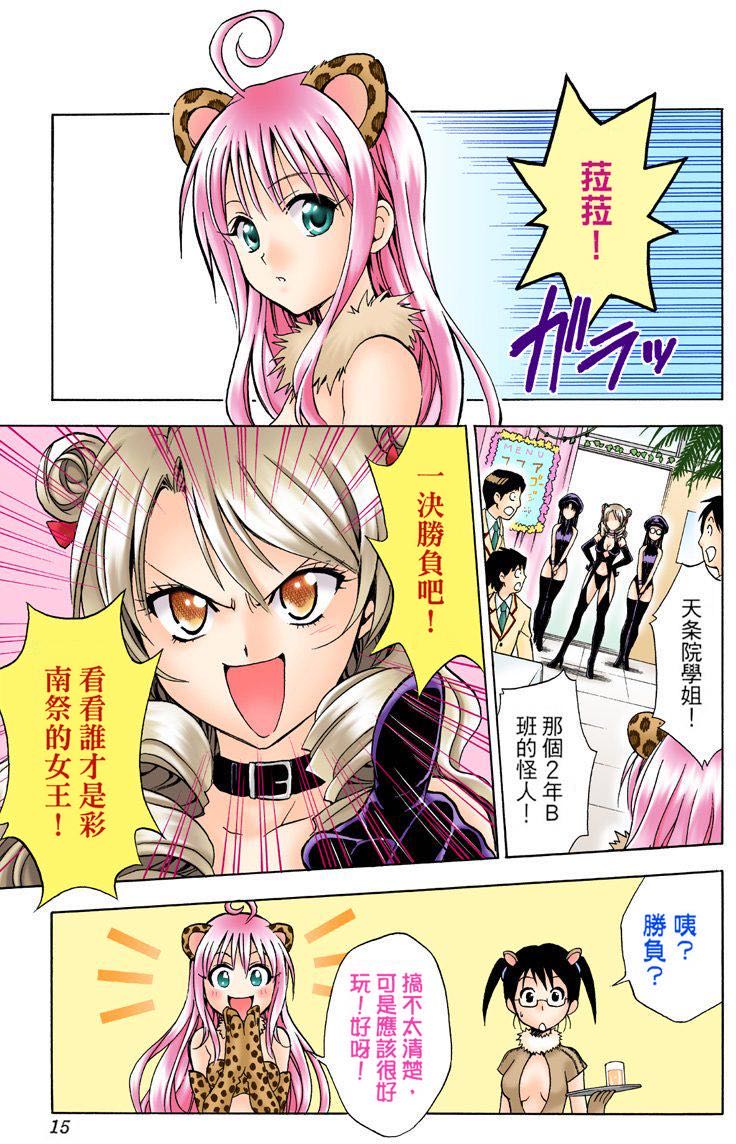 菈菈！
ガラッ
MENU
天条院學姐！
那個2年B
班的怪人！
一決勝負吧！
看看誰才是彩
南祭的女王！
咦？
勝負？
搞不太清楚，
可是應該很好
玩！好呀！
15